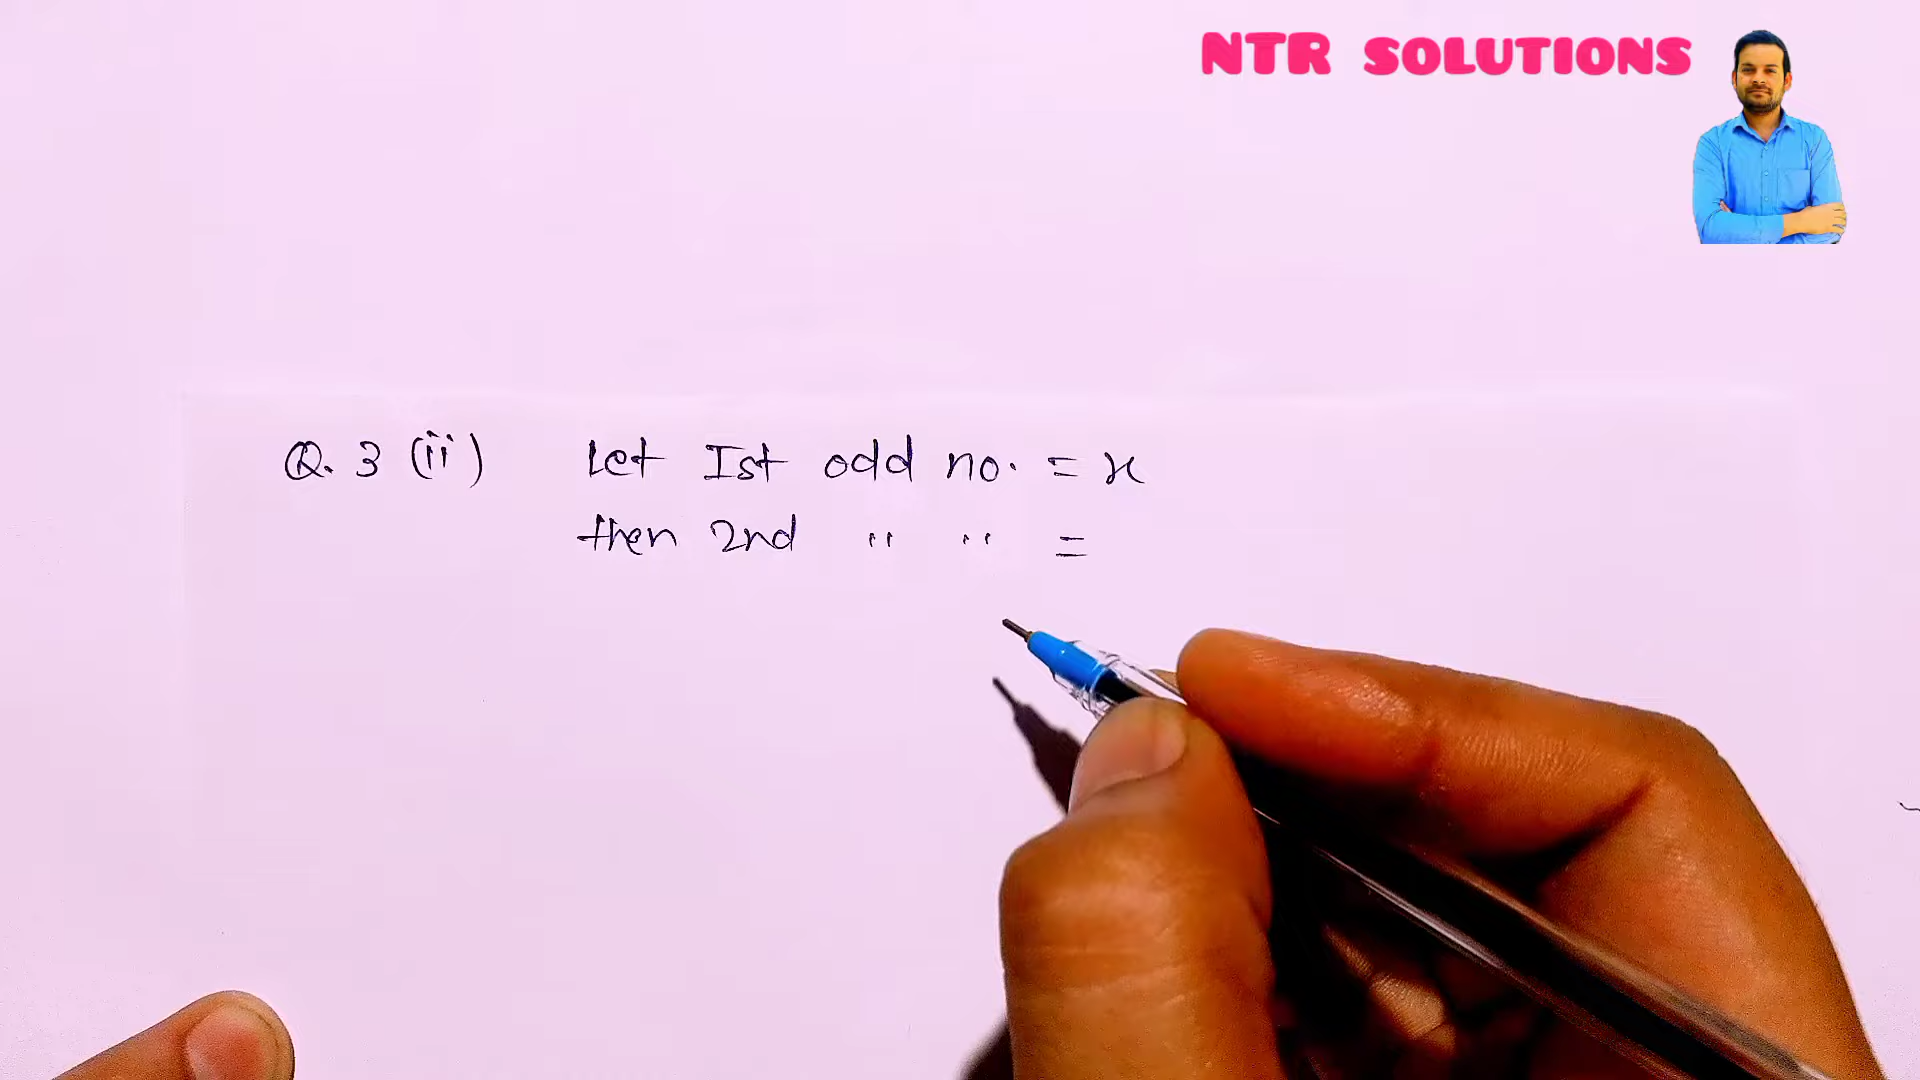 NTR SOLUTIONS
Q. 3 (ii) Let Ist odd no. = x
then 2nd " " =